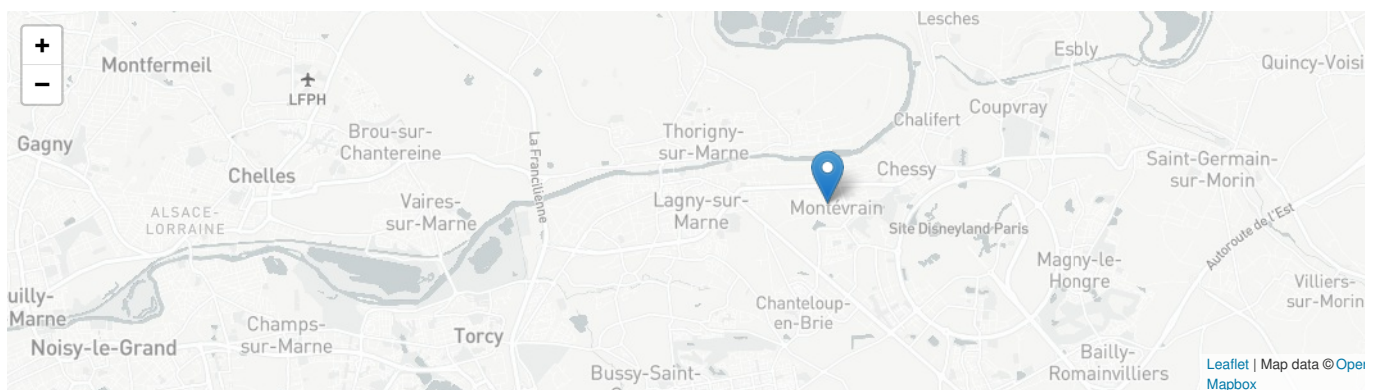 +
−
Lesches
Esbly
Montfermeil
Quincy-Voisi
LFPH
Coupvray
Chalifert
Brou-sur-
Chantereine
La Francilienne
Thorigny-
sur-Marne
Gagny
Chelles
Chessy
Saint-Germain-
sur-Morin
Vaires-
sur-Marne
Lagny-sur-
Marne
Montévrain
ALSACE-
LORRAINE
Site Disneyland Paris
Autoroute de l'Est
Magny-le-
Hongre
uilly-
Marne
Villiers-
sur-Morin
Chanteloup-
en-Brie
Champs-
sur-Marne
Torcy
Noisy-le-Grand
Bailly-
Romainvilliers
Bussy-Saint-
Leaflet | Map data © Oper
Mapbox